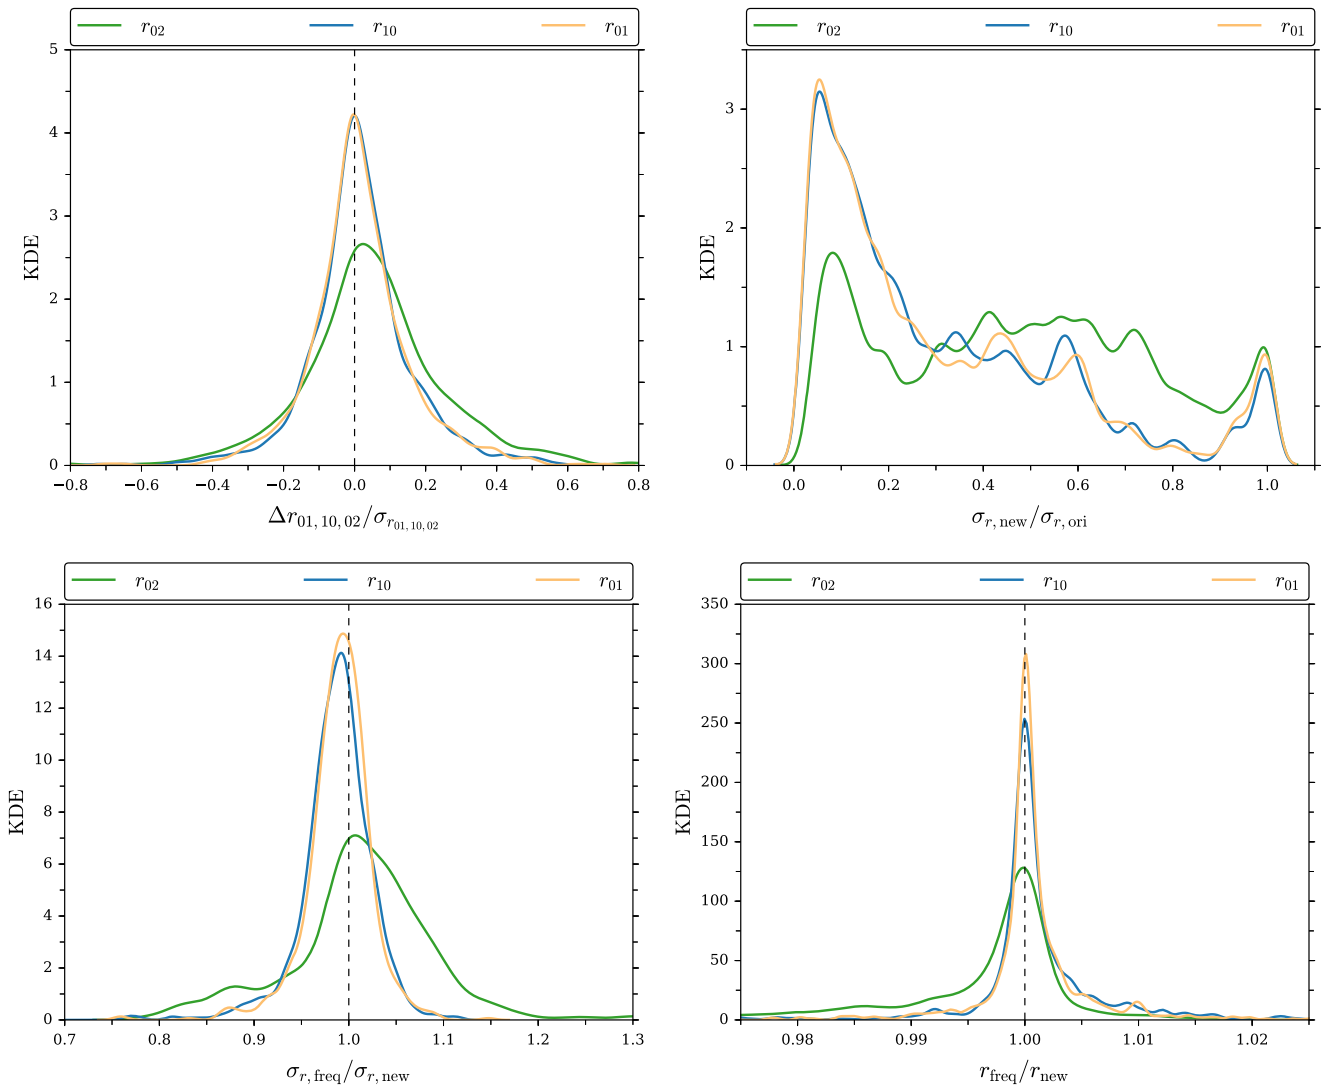 r02 r10 r01
5
4
3
2
1
0
KDE
−0.8 −0.6 −0.4 −0.2 0.0 0.2 0.4 0.6 0.8
Δr01,10,02/σr01,10,02
r02 r10 r01
3
2
1
0
KDE
0.0 0.2 0.4 0.6 0.8 1.0
σr,new/σr,ori
r02 r10 r01
16
14
12
10
8
6
4
2
0
KDE
0.7 0.8 0.9 1.0 1.1 1.2 1.3
σr,freq/σr,new
r02 r10 r01
350
300
250
200
150
100
50
0
KDE
0.98 0.99 1.00 1.01 1.02
rfreq/rnew